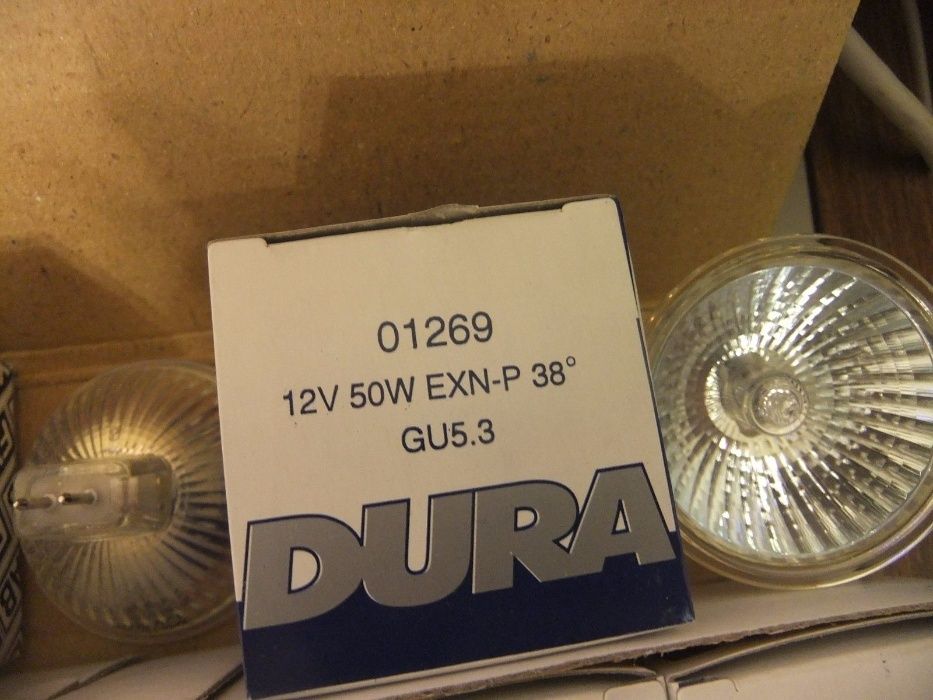 01269
12V 50W EXN-P 38°
GU5.3
DURA